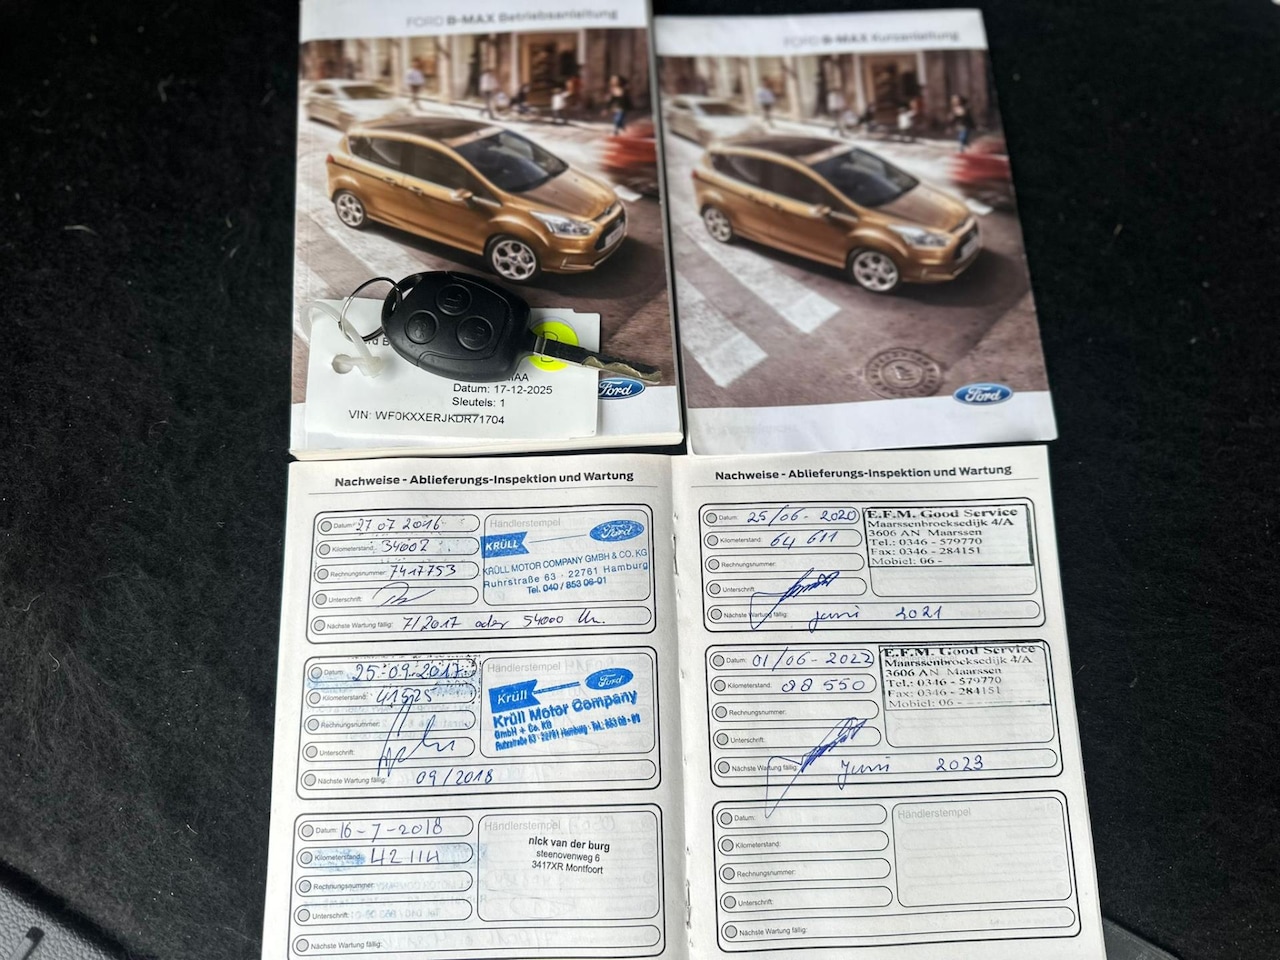 FORD B-MAX Betriebsanleitung
FORD B-MAX Kurzanleitung
Datum: 17-12-2025
Sleutels: 1
VIN: WF0KXXERJKDR71704
Ford
Ford
Nachweise - Ablieferungs-Inspektion und Wartung
Datum: 27 07 2016
Kilometerstand: 34002
Rechnungsnummer: 7417753
Unterschrift:
Nächste Wartung fällig: 7/2017 oder 54000 km.
Händlerstempel
KRÜLL Ford
KRÜLL MOTOR COMPANY GMBH & CO. KG
Ruhrstraße 63 · 22761 Hamburg
Tel. 040 / 853 06-01
Datum: 25.09.2017
Kilometerstand: 41525
Rechnungsnummer:
Unterschrift:
Nächste Wartung fällig: 09/2018
Händlerstempel
Krüll Ford
Krüll Motor Company
GmbH + Co. KG
Datum: 16-7-2018
Kilometerstand: 42114
Rechnungsnummer:
Unterschrift:
Nächste Wartung fällig:
Händlerstempel
nick van der burg
steenovenweg 6
3417XR Montfoort
Nachweise - Ablieferungs-Inspektion und Wartung
Datum: 25/06-2020
Kilometerstand: 64 611
Rechnungsnummer:
Unterschrift:
Nächste Wartung fällig: juni 2021
E.F.M. Good Service
Maarssenbroeksedijk 4/A
3606 AN Maarssen
Tel.: 0346 - 579770
Fax: 0346 - 284151
Mobiel: 06 -
Datum: 01/06-2022
Kilometerstand: 88 550
Rechnungsnummer:
Unterschrift:
Nächste Wartung fällig: juni 2023
E.F.M. Good Service
Maarssenbroeksedijk 4/A
3606 AN Maarssen
Tel.: 0346 - 579770
Fax: 0346 - 284151
Mobiel: 06 -
Datum:
Kilometerstand:
Rechnungsnummer:
Unterschrift:
Nächste Wartung fällig:
Händlerstempel